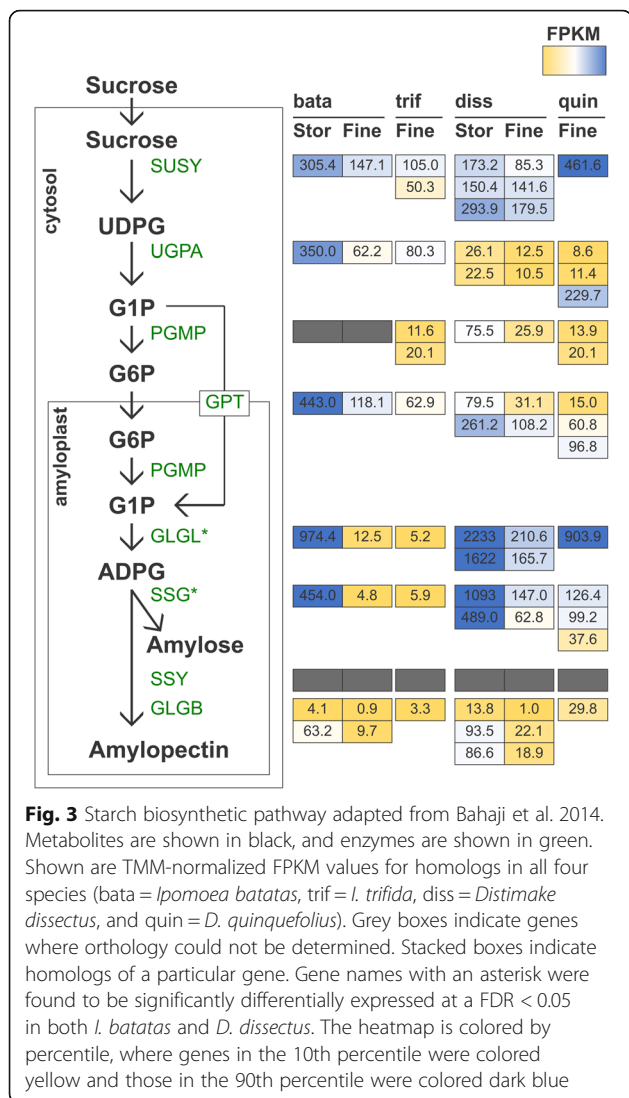 FPKM
bata trif diss quin
Stor Fine Fine Stor Fine Fine
Sucrose
cytosol
Sucrose
SUSY
305.4 147.1 105.0 173.2 85.3 461.6
50.3 150.4 141.6
293.9 179.5
UDPG
UGPA
350.0 62.2 80.3 26.1 12.5 8.6
22.5 10.5 11.4
229.7
G1P
PGMP
11.6 75.5 25.9 13.9
20.1 20.1
G6P
GPT
443.0 118.1 62.9 79.5 31.1 15.0
261.2 108.2 60.8
96.8
amyloplast
G6P
PGMP
G1P
GLGL*
974.4 12.5 5.2 2233 210.6 903.9
1622 165.7
ADPG
SSG*
454.0 4.8 5.9 1093 147.0 126.4
489.0 62.8 99.2
37.6
Amylose
SSY
GLGB
4.1 0.9 3.3 13.8 1.0 29.8
63.2 9.7 93.5 22.1
86.6 18.9
Amylopectin
Fig. 3 Starch biosynthetic pathway adapted from Bahaji et al. 2014.
Metabolites are shown in black, and enzymes are shown in green.
Shown are TMM-normalized FPKM values for homologs in all four
species (bata = Ipomoea batatas, trif = I. trifida, diss = Distimake
dissectus, and quin = D. quinquefolius). Grey boxes indicate genes
where orthology could not be determined. Stacked boxes indicate
homologs of a particular gene. Gene names with an asterisk were
found to be significantly differentially expressed at a FDR < 0.05
in both I. batatas and D. dissectus. The heatmap is colored by
percentile, where genes in the 10th percentile were colored
yellow and those in the 90th percentile were colored dark blue